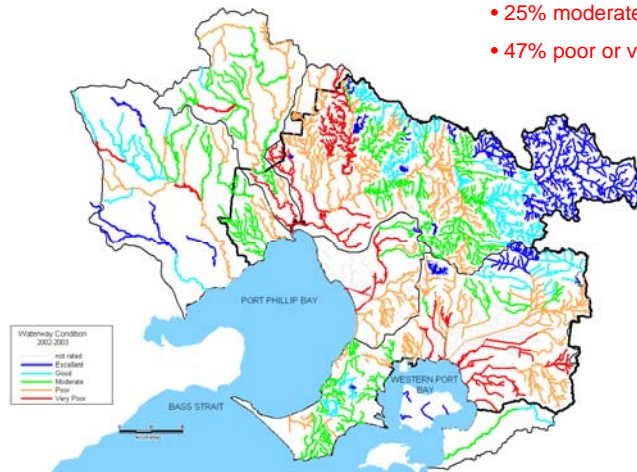 • 25% moderate
• 47% poor or v
PORT PHILLIP BAY
WESTERN PORT
BAY
BASS STRAIT
Waterway Condition
2002-2003
not rated
Excellent
Good
Moderate
Poor
Very Poor